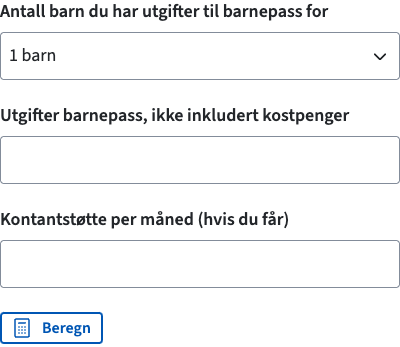 Antall barn du har utgifter til barnepass for
1 barn
Utgifter barnepass, ikke inkludert kostpenger
Kontantstøtte per måned (hvis du får)
Beregn